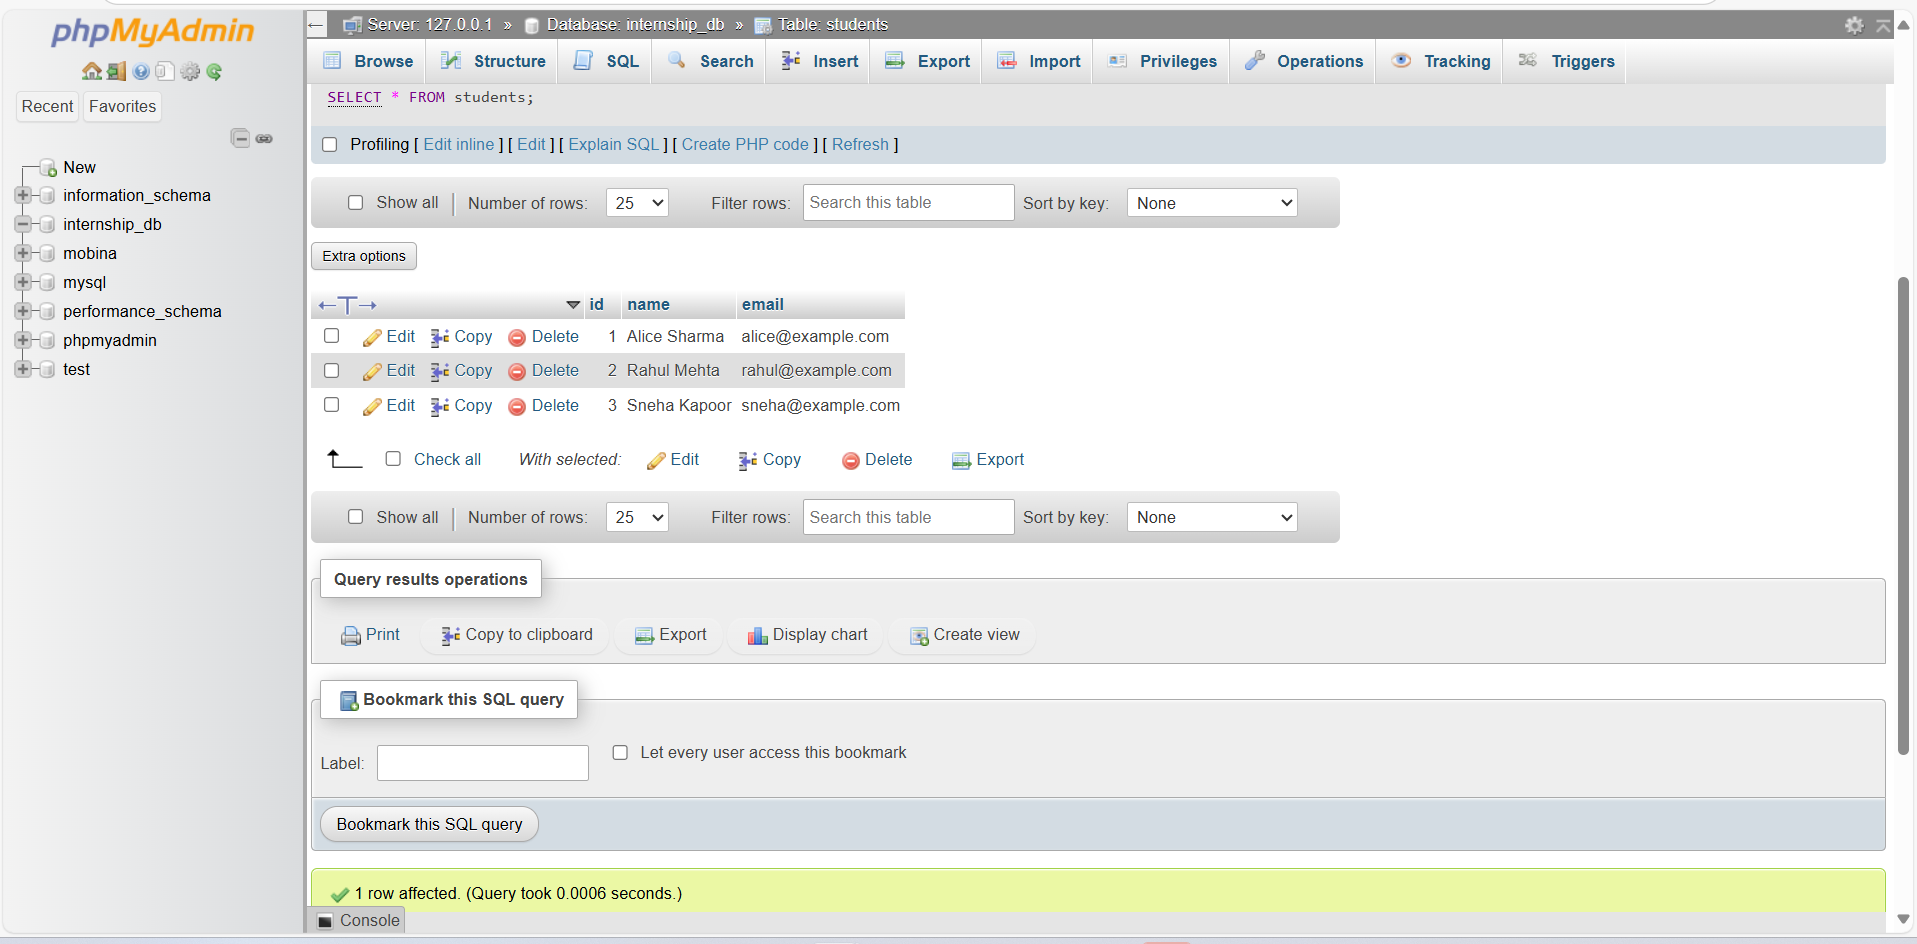 phpMyAdmin
Recent Favorites
New
information_schema
internship_db
mobina
mysql
performance_schema
phpmyadmin
test
Server: 127.0.0.1 » Database: internship_db » Table: students
Browse Structure SQL Search Insert Export Import Privileges Operations Tracking Triggers
SELECT * FROM students;
Profiling [ Edit inline ] [ Edit ] [ Explain SQL ] [ Create PHP code ] [ Refresh ]
Show all Number of rows: 25 Filter rows: Search this table Sort by key: None
Extra options
id name email
Edit Copy Delete 1 Alice Sharma alice@example.com
Edit Copy Delete 2 Rahul Mehta rahul@example.com
Edit Copy Delete 3 Sneha Kapoor sneha@example.com
Check all With selected: Edit Copy Delete Export
Show all Number of rows: 25 Filter rows: Search this table Sort by key: None
Query results operations
Print Copy to clipboard Export Display chart Create view
Bookmark this SQL query
Label: Let every user access this bookmark
Bookmark this SQL query
1 row affected. (Query took 0.0006 seconds.)
Console